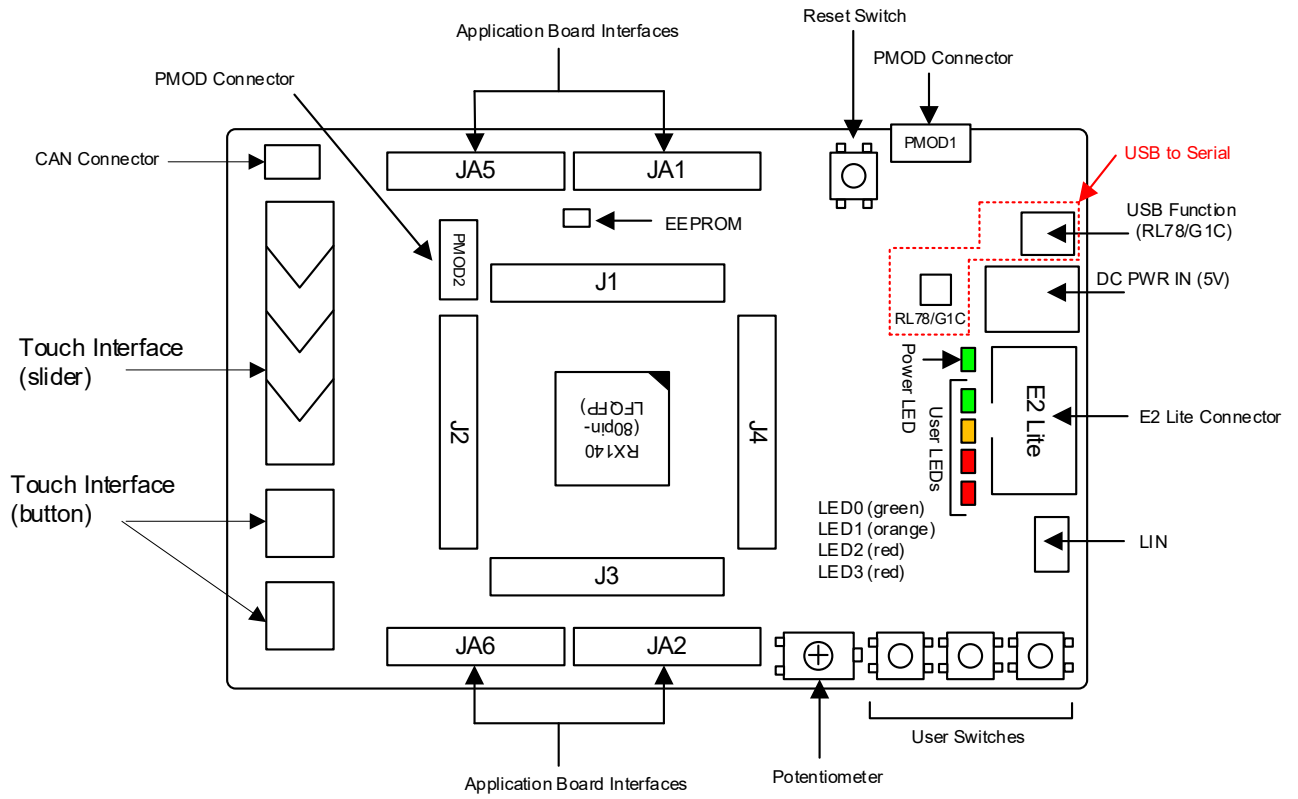 Reset Switch
Application Board Interfaces
PMOD Connector
PMOD Connector
CAN Connector
JA5
JA1
PMOD1
USB to Serial
EEPROM
USB Function
(RL78/G1C)
PMOD2
J1
DC PWR IN (5V)
RL78/G1C
Touch Interface
(slider)
Power LED
User LEDs
E2 Lite
E2 Lite Connector
J2
RX140
(80pin-
LFQFP)
J4
Touch Interface
(button)
LED0 (green)
LED1 (orange)
LED2 (red)
LED3 (red)
LIN
J3
JA6
JA2
User Switches
Application Board Interfaces
Potentiometer